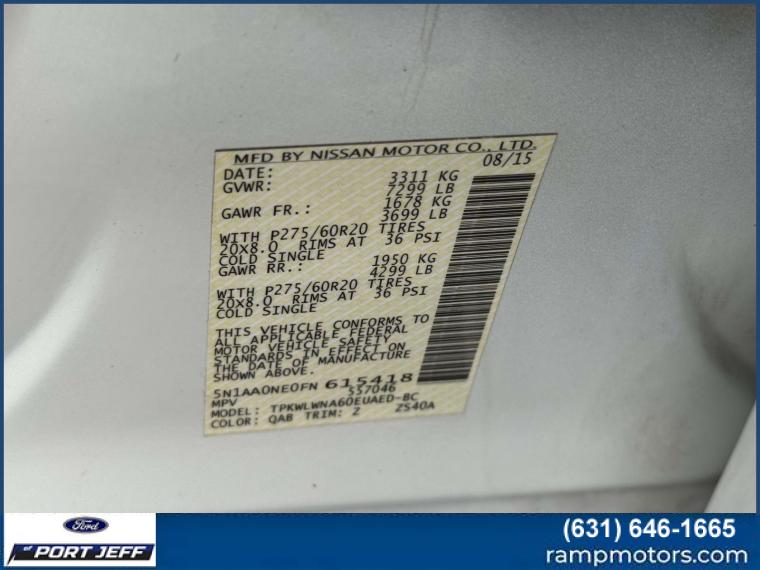 MFD BY NISSAN MOTOR CO., LTD.
DATE: 08/15
GVWR: 3311 KG
7299 LB
GAWR FR.: 1678 KG
3699 LB
WITH P275/60R20 TIRES
20X8.0 RIMS AT 36 PSI
COLD SINGLE
GAWR RR.: 1950 KG
4299 LB
WITH P275/60R20 TIRES
20X8.0 RIMS AT 36 PSI
COLD SINGLE
THIS VEHICLE CONFORMS TO
ALL APPLICABLE FEDERAL
MOTOR VEHICLE SAFETY
STANDARDS IN EFFECT ON
THE DATE OF MANUFACTURE
SHOWN ABOVE.
5N1AA0NE0FN 615418
MPV 557046
MODEL: TPKWLWNA60EUAED-BC
COLOR: QAB TRIM: Z ZS40A
Ford
of PORT JEFF
(631) 646-1665
rampmotors.com